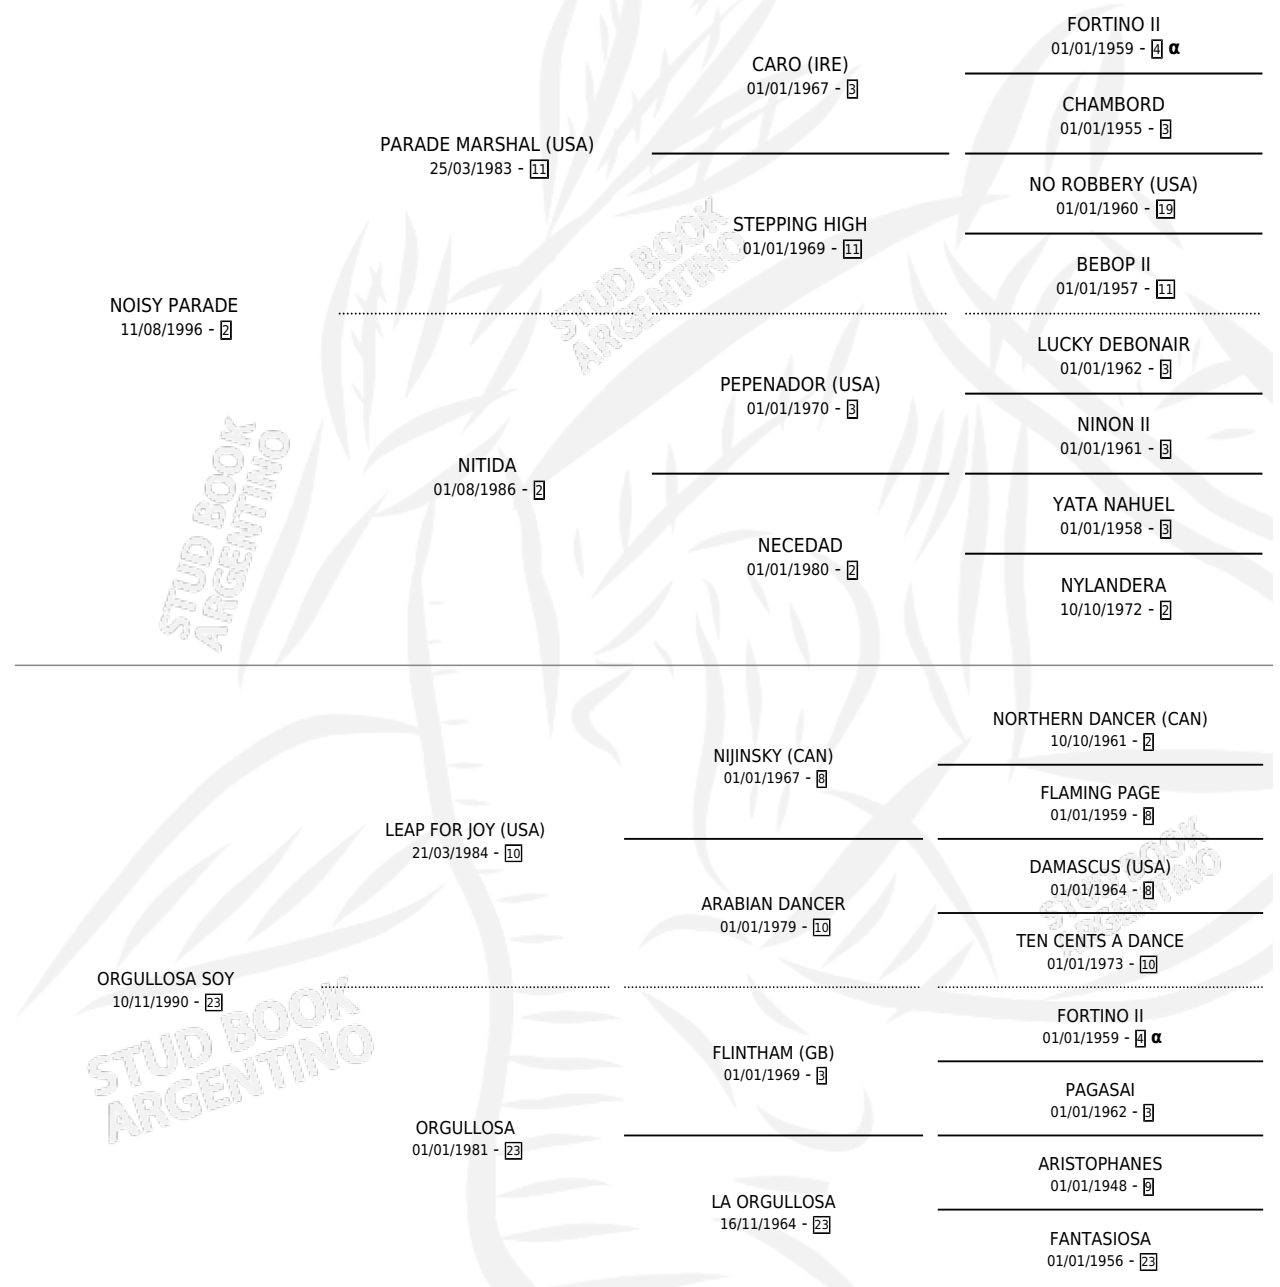 FORTINO II
01/01/1959 - 4 α
CARO (IRE)
01/01/1967 - 3
CHAMBORD
01/01/1955 - 3
PARADE MARSHAL (USA)
25/03/1983 - 11
NO ROBBERY (USA)
01/01/1960 - 19
STEPPING HIGH
01/01/1969 - 11
BEBOP II
01/01/1957 - 11
NOISY PARADE
11/08/1996 - 2
LUCKY DEBONAIR
01/01/1962 - 3
PEPENADOR (USA)
01/01/1970 - 3
NINON II
01/01/1961 - 3
NITIDA
01/08/1986 - 2
YATA NAHUEL
01/01/1958 - 3
NECEDAD
01/01/1980 - 2
NYLANDERA
10/10/1972 - 2
NORTHERN DANCER (CAN)
10/10/1961 - 2
NIJINSKY (CAN)
01/01/1967 - 8
FLAMING PAGE
01/01/1959 - 8
LEAP FOR JOY (USA)
21/03/1984 - 10
DAMASCUS (USA)
01/01/1964 - 8
ARABIAN DANCER
01/01/1979 - 10
TEN CENTS A DANCE
01/01/1973 - 10
ORGULLOSA SOY
10/11/1990 - 23
FORTINO II
01/01/1959 - 4 α
FLINTHAM (GB)
01/01/1969 - 3
PAGASAI
01/01/1962 - 3
ORGULLOSA
01/01/1981 - 23
ARISTOPHANES
01/01/1948 - 9
LA ORGULLOSA
16/11/1964 - 23
FANTASIOSA
01/01/1956 - 23
STUD BOOK
ARGENTINO
STUD BOOK
ARGENTINO
STUD BOOK
ARGENTINO
STUD BOOK
ARGENTINO